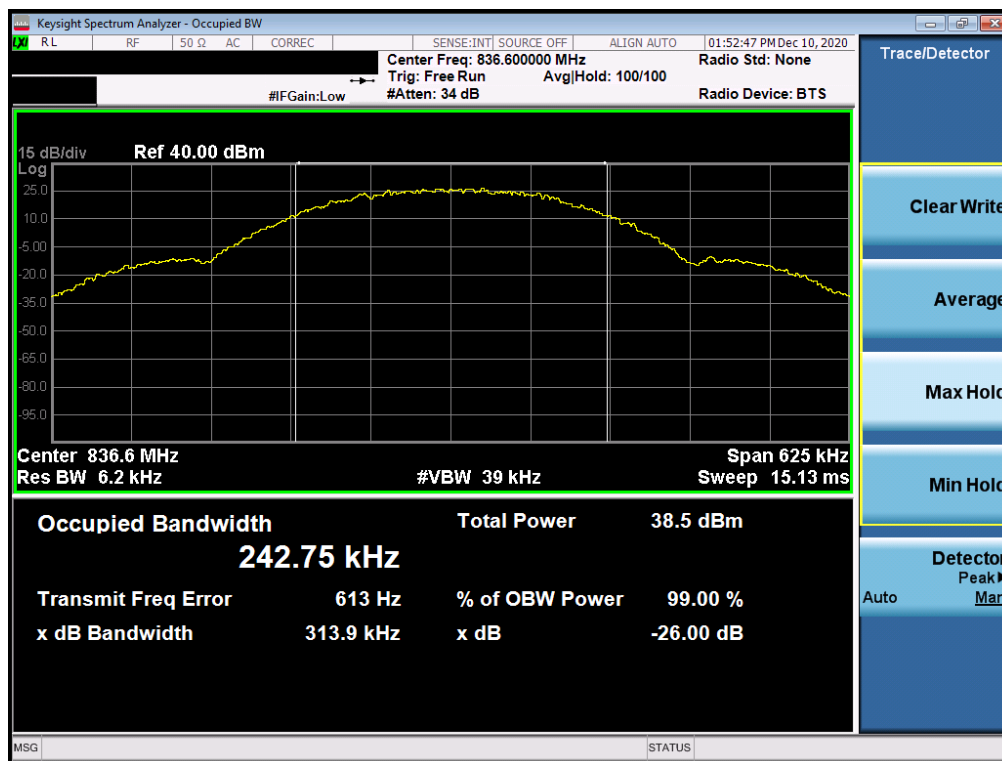 Keysight Spectrum Analyzer - Occupied BW
LXI RL RF 50 Ω AC CORREC SENSE:INT SOURCE OFF ALIGN AUTO 01:52:47 PM Dec 10, 2020
Center Freq: 836.600000 MHz Radio Std: None
Trig: Free Run Avg|Hold: 100/100
#IFGain:Low #Atten: 34 dB Radio Device: BTS
15 dB/div Ref 40.00 dBm
Log
25.0
10.0
-5.00
-20.0
-35.0
-50.0
-65.0
-80.0
-95.0
Center 836.6 MHz Span 625 kHz
Res BW 6.2 kHz #VBW 39 kHz Sweep 15.13 ms
Occupied Bandwidth Total Power 38.5 dBm
242.75 kHz
Transmit Freq Error 613 Hz % of OBW Power 99.00 %
x dB Bandwidth 313.9 kHz x dB -26.00 dB
Trace/Detector
Clear Write
Average
Max Hold
Min Hold
Detector
Peak
Auto Man
MSG STATUS